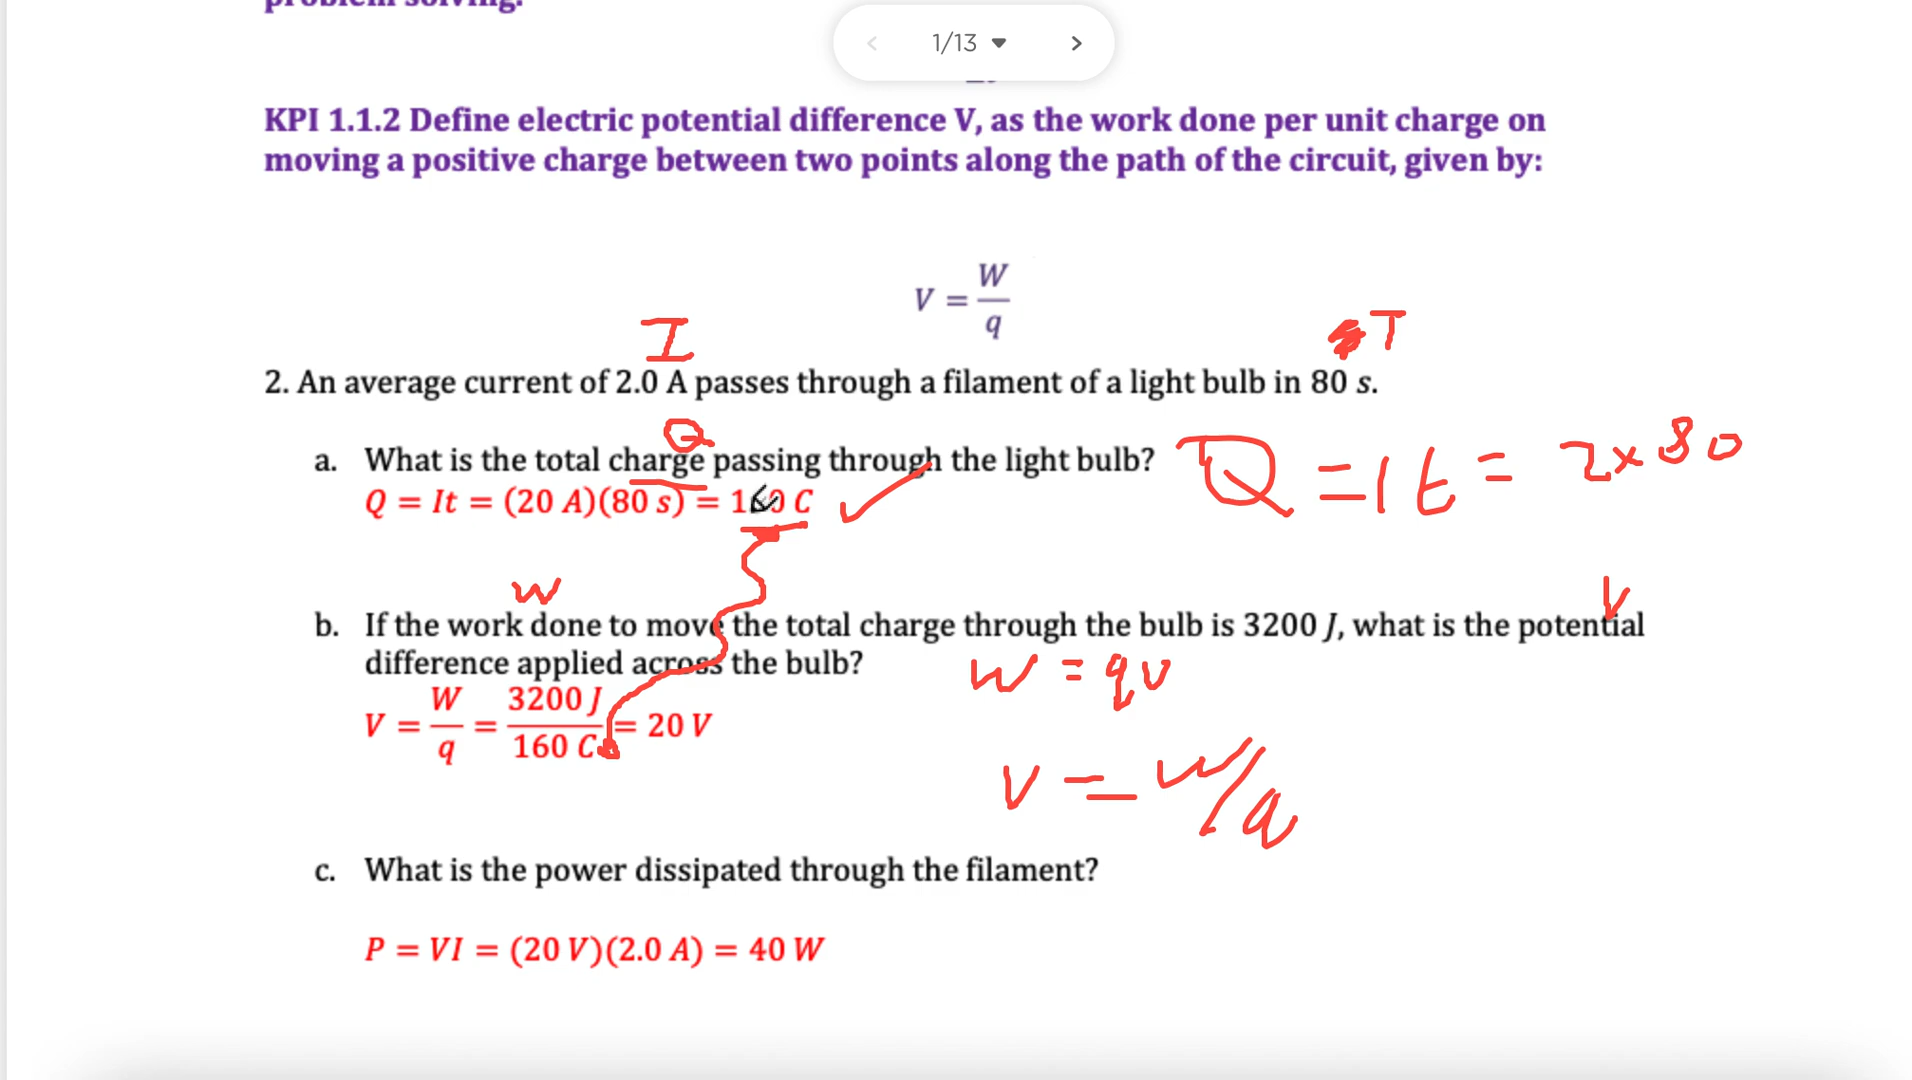 problem solving.
1/13
KPI 1.1.2 Define electric potential difference V, as the work done per unit charge on
moving a positive charge between two points along the path of the circuit, given by:
V = W/q
I
T
2. An average current of 2.0 A passes through a filament of a light bulb in 80 s.
Q
a. What is the total charge passing through the light bulb?
Q = It = 2 x 80
Q = It = (20 A)(80 s) = 160 C
W
V
b. If the work done to move the total charge through the bulb is 3200 J, what is the potential
difference applied across the bulb?
W = qv
V = W/q = 3200 J/160 C = 20 V
V = W/q
c. What is the power dissipated through the filament?
P = VI = (20 V)(2.0 A) = 40 W